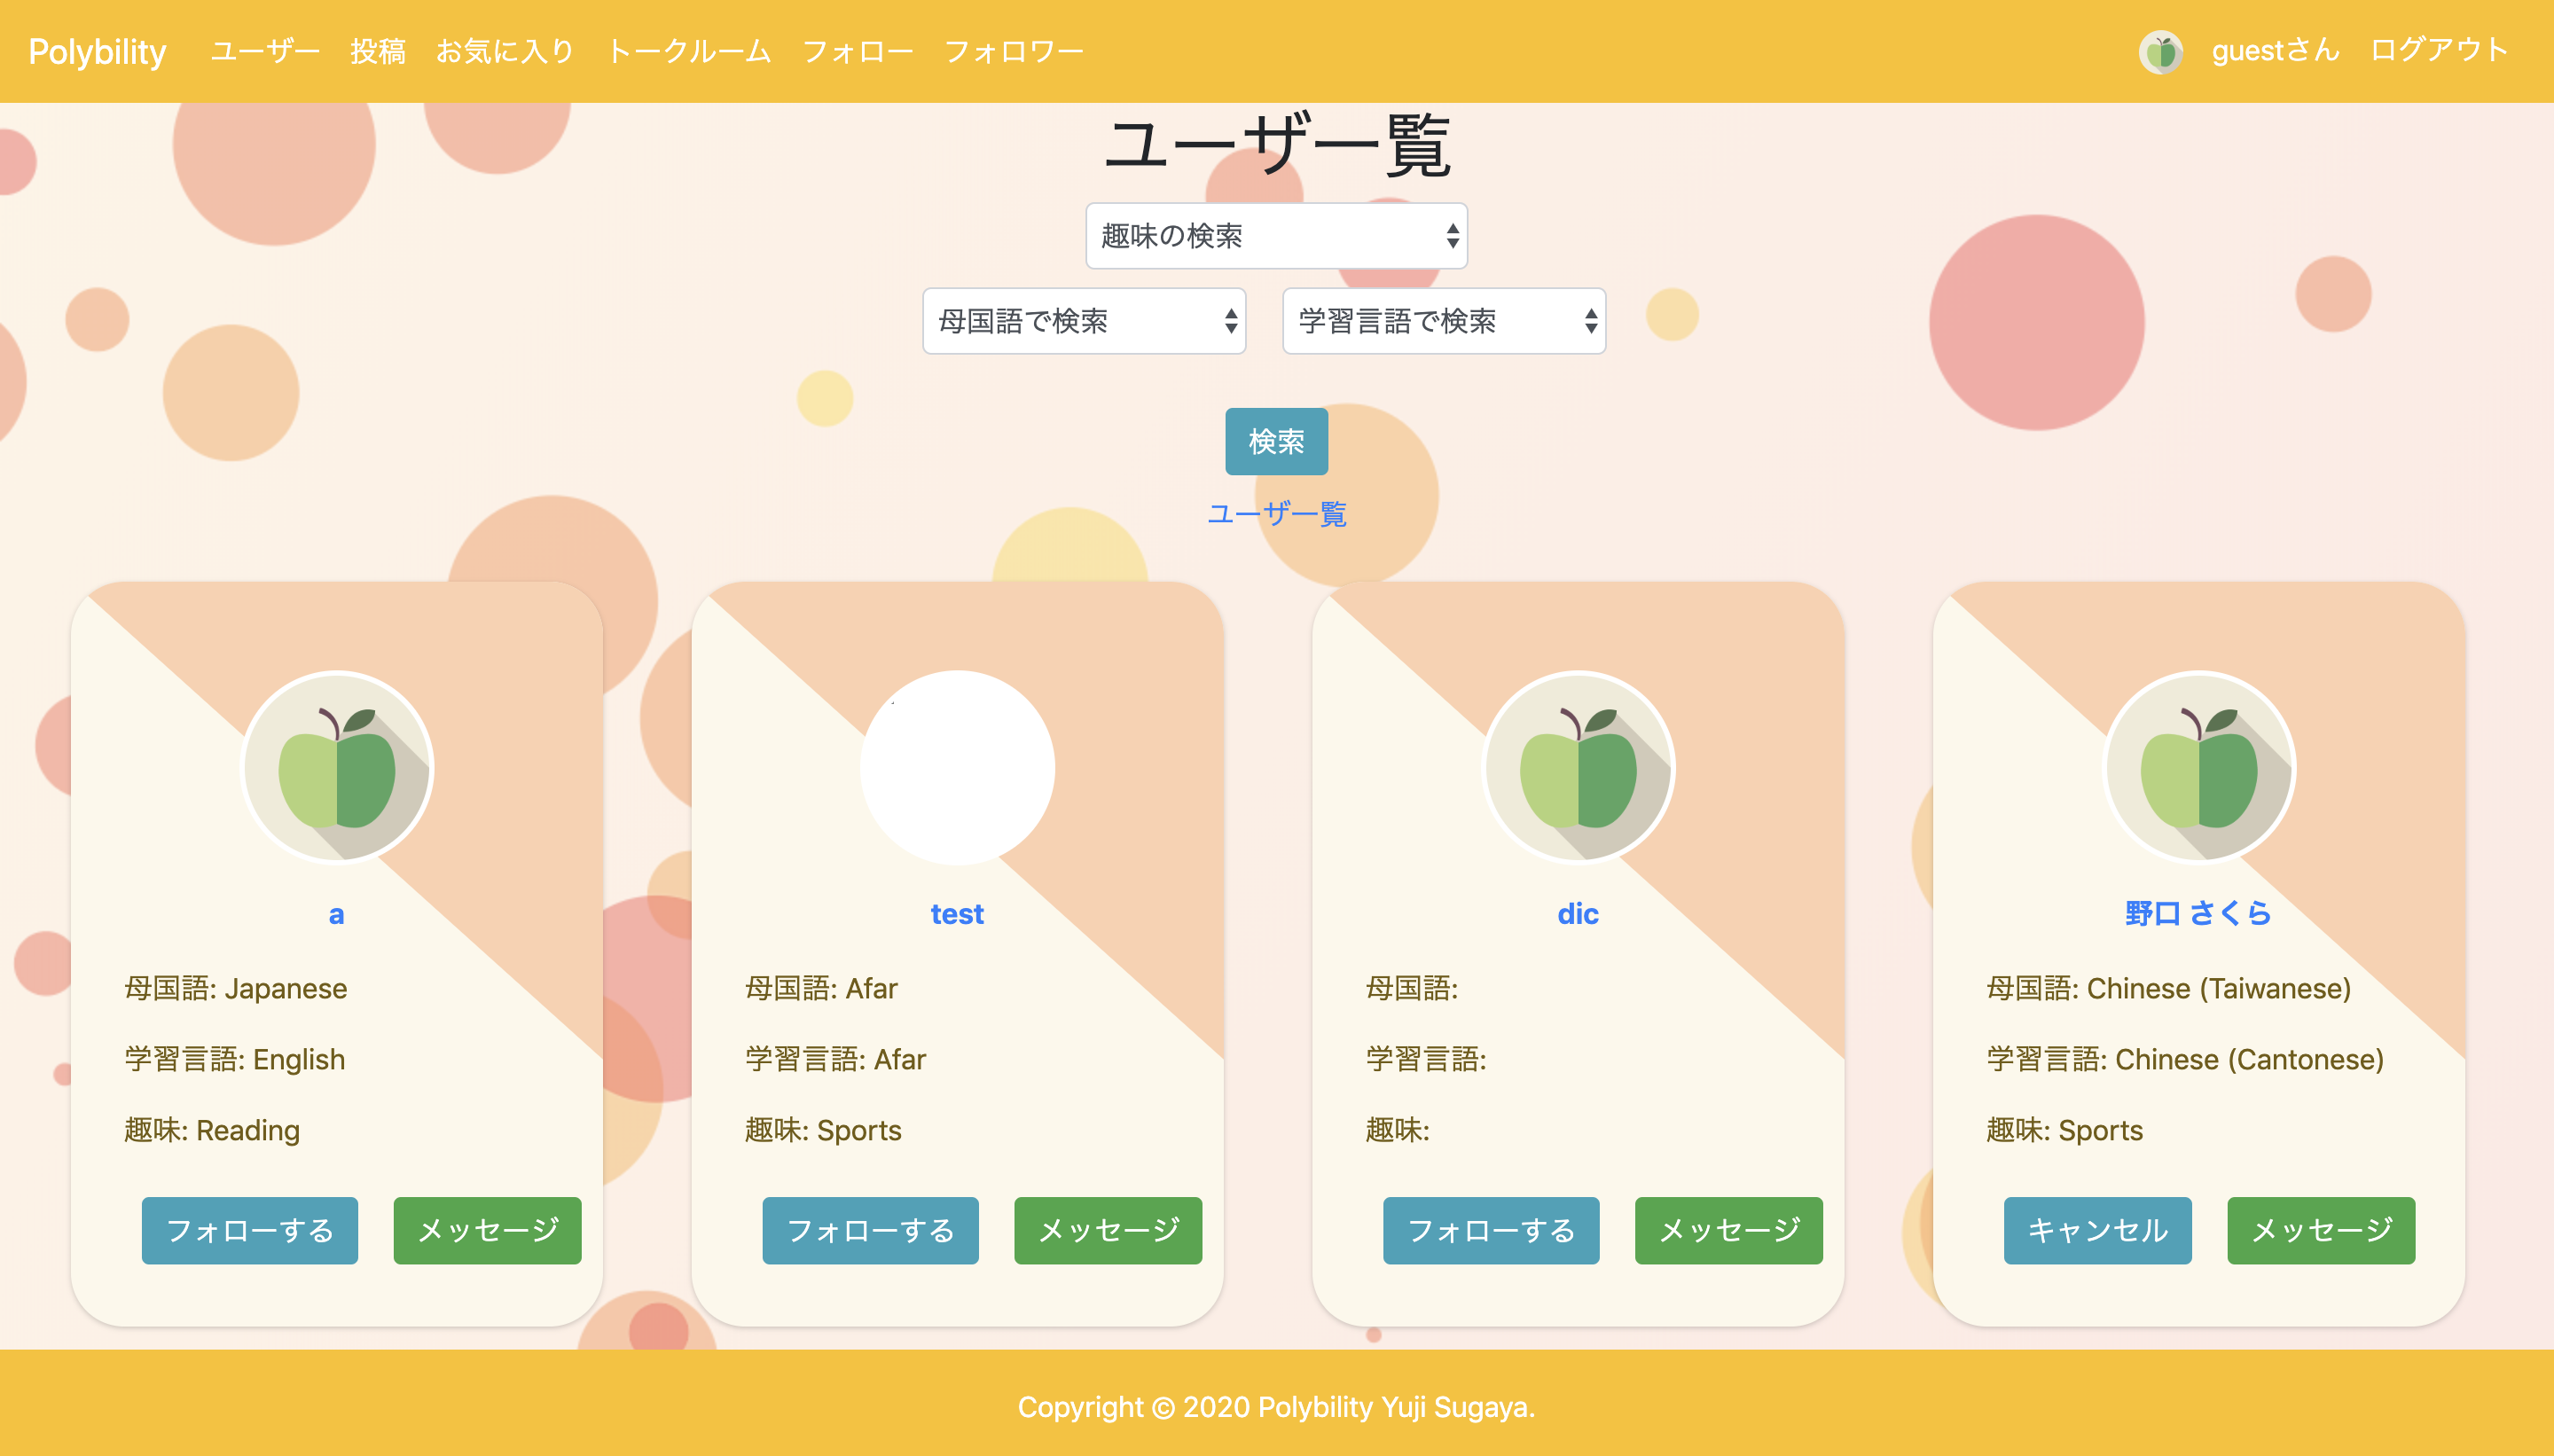 Polybility ユーザー 投稿 お気に入り トークルーム フォロー フォロワー guestさん ログアウト
ユーザ一覧
趣味の検索
母国語で検索 学習言語で検索
検索
ユーザ一覧
a
母国語: Japanese
学習言語: English
趣味: Reading
フォローする メッセージ
test
母国語: Afar
学習言語: Afar
趣味: Sports
フォローする メッセージ
dic
母国語:
学習言語:
趣味:
フォローする メッセージ
野口 さくら
母国語: Chinese (Taiwanese)
学習言語: Chinese (Cantonese)
趣味: Sports
キャンセル メッセージ
Copyright © 2020 Polybility Yuji Sugaya.